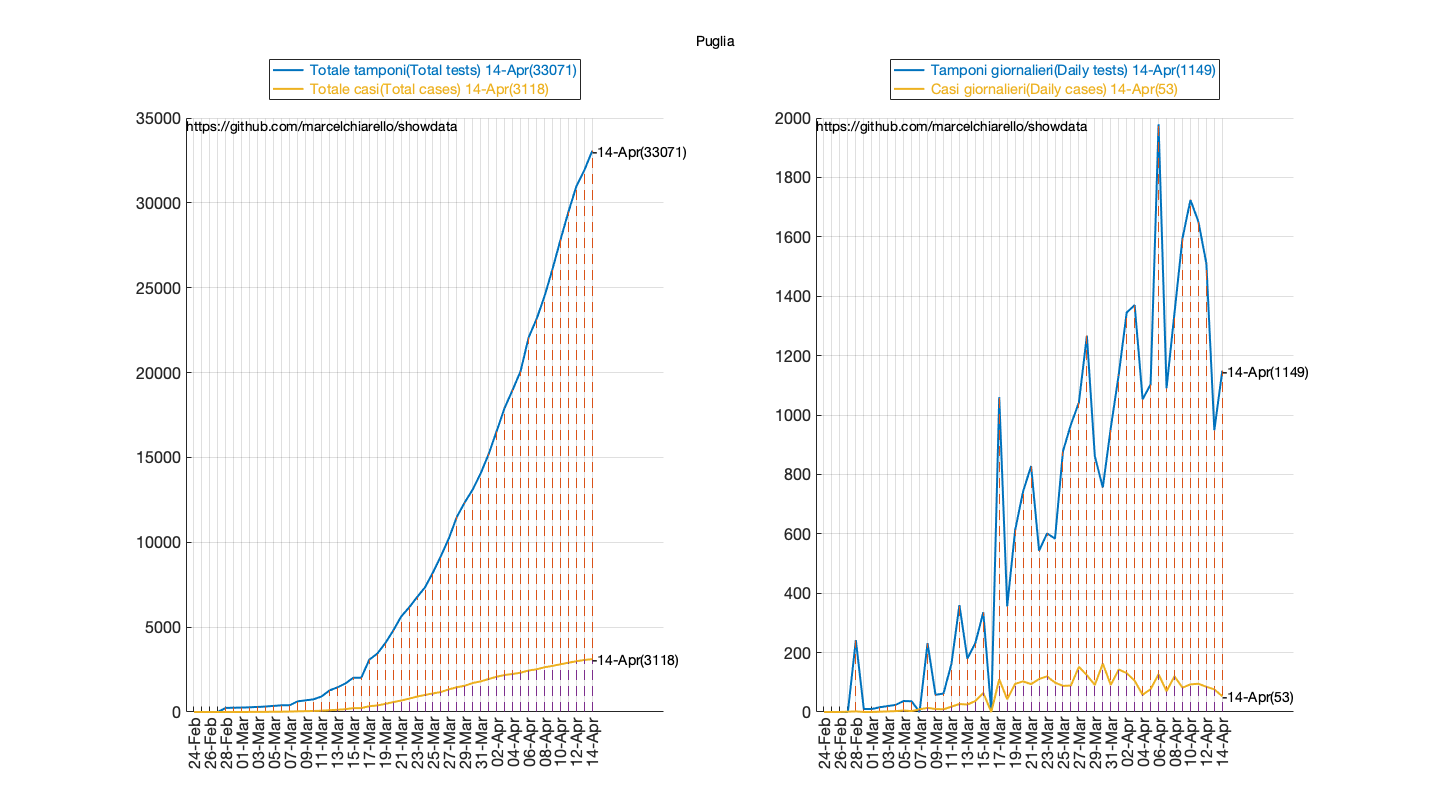 Puglia
Totale tamponi(Total tests) 14-Apr(33071)
Totale casi(Total cases) 14-Apr(3118)
35000
https://github.com/marcelchiarello/showdata
14-Apr(33071)
30000
25000
20000
15000
10000
5000
14-Apr(3118)
0
24-Feb
26-Feb
28-Feb
01-Mar
03-Mar
05-Mar
07-Mar
09-Mar
11-Mar
13-Mar
15-Mar
17-Mar
19-Mar
21-Mar
23-Mar
25-Mar
27-Mar
29-Mar
31-Mar
02-Apr
04-Apr
06-Apr
08-Apr
10-Apr
12-Apr
14-Apr
Tamponi giornalieri(Daily tests) 14-Apr(1149)
Casi giornalieri(Daily cases) 14-Apr(53)
2000
https://github.com/marcelchiarello/showdata
1800
1600
1400
1200
14-Apr(1149)
1000
800
600
400
200
14-Apr(53)
0
24-Feb
26-Feb
28-Feb
01-Mar
03-Mar
05-Mar
07-Mar
09-Mar
11-Mar
13-Mar
15-Mar
17-Mar
19-Mar
21-Mar
23-Mar
25-Mar
27-Mar
29-Mar
31-Mar
02-Apr
04-Apr
06-Apr
08-Apr
10-Apr
12-Apr
14-Apr